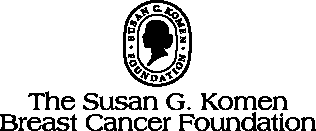 SUSAN G. KOMEN
FOUNDATION
The Susan G. Komen
Breast Cancer Foundation